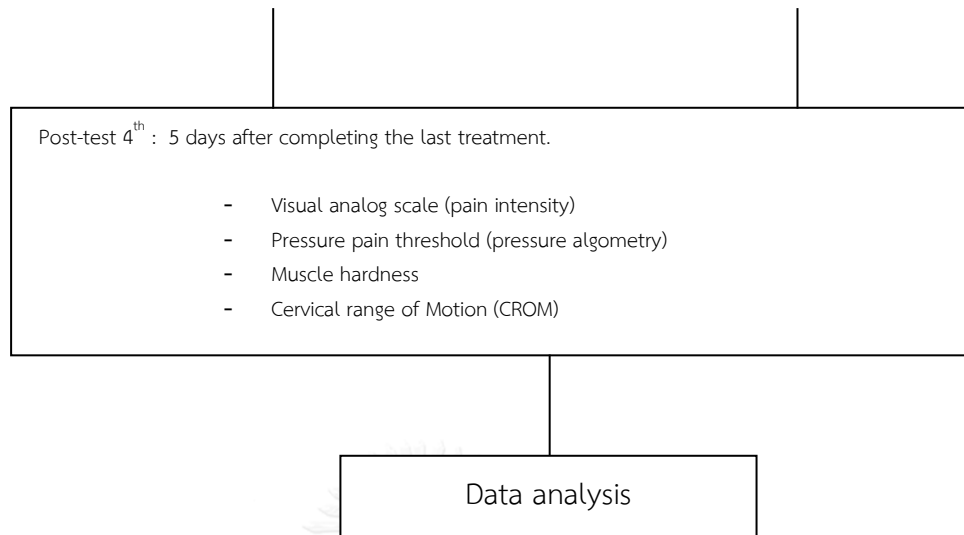 Post-test 4th : 5 days after completing the last treatment.
- Visual analog scale (pain intensity)
- Pressure pain threshold (pressure algometry)
- Muscle hardness
- Cervical range of Motion (CROM)
Data analysis